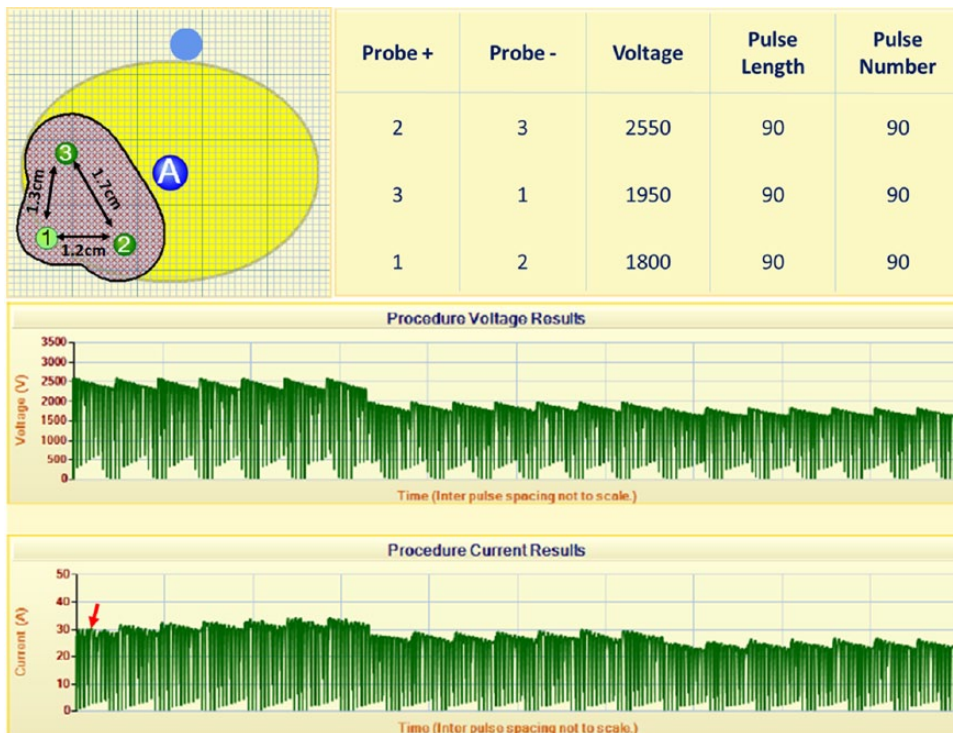 3
A
1.3cm
1.7cm
1
2
1.2cm
Probe + Probe - Voltage Pulse Length Pulse Number
2 3 2550 90 90
3 1 1950 90 90
1 2 1800 90 90
Procedure Voltage Results
Voltage (V)
3500
3000
2500
2000
1500
1000
500
0
Time (Inter pulse spacing not to scale.)
Procedure Current Results
Current (A)
50
40
30
20
10
0
Time (Inter pulse spacing not to scale.)